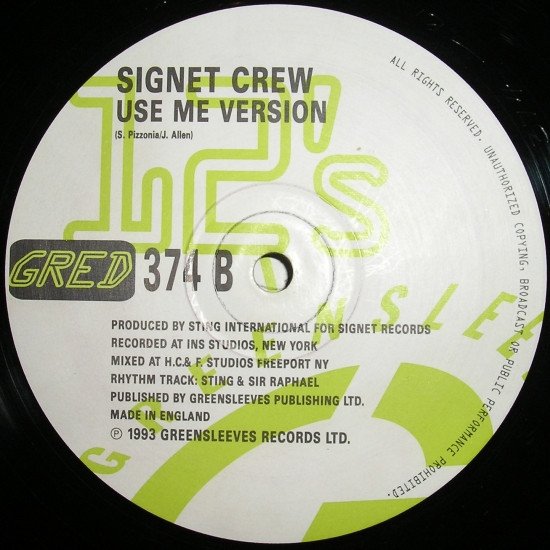 SIGNET CREW
USE ME VERSION
(S. Pizzonia/J. Allen)
12's
GRED 374 B
PRODUCED BY STING INTERNATIONAL FOR SIGNET RECORDS
RECORDED AT INS STUDIOS, NEW YORK
MIXED AT H.C.& F. STUDIOS FREEPORT NY
RHYTHM TRACK: STING & SIR RAPHAEL
PUBLISHED BY GREENSLEEVES PUBLISHING LTD.
MADE IN ENGLAND
℗ 1993 GREENSLEEVES RECORDS LTD.
GREENSLEE
ALL RIGHTS RESERVED. UNAUTHORIZED COPYING, BROADCAST OR PUBLIC PERFORMANCE PROHIBITED.